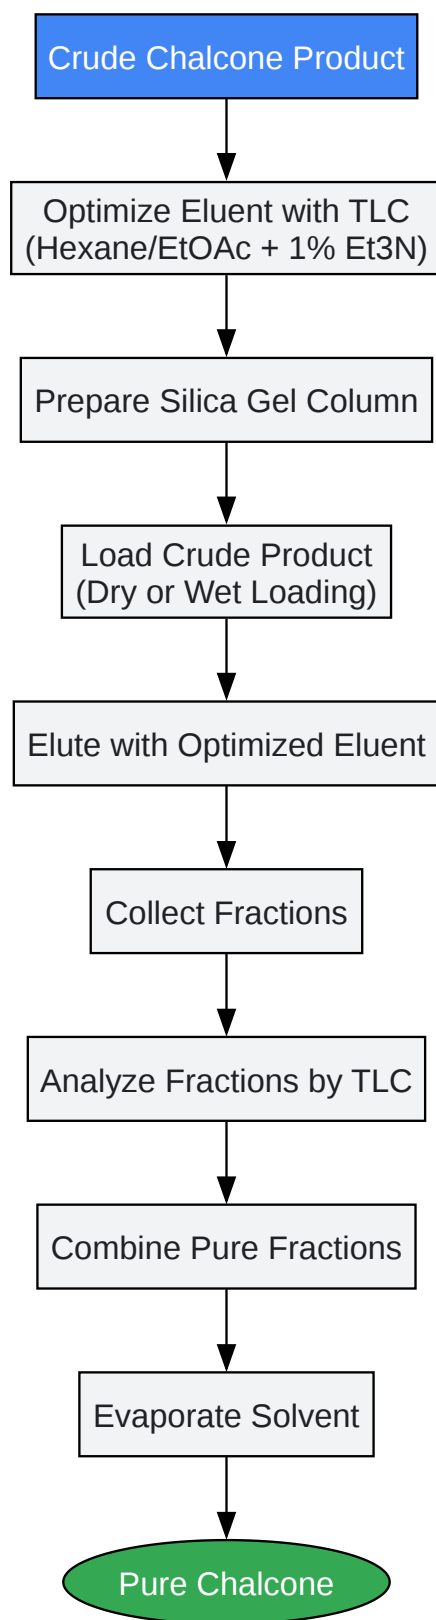 Crude Chalcone Product
Optimize Eluent with TLC
(Hexane/EtOAc + 1% Et3N)
Prepare Silica Gel Column
Load Crude Product
(Dry or Wet Loading)
Elute with Optimized Eluent
Collect Fractions
Analyze Fractions by TLC
Combine Pure Fractions
Evaporate Solvent
Pure Chalcone